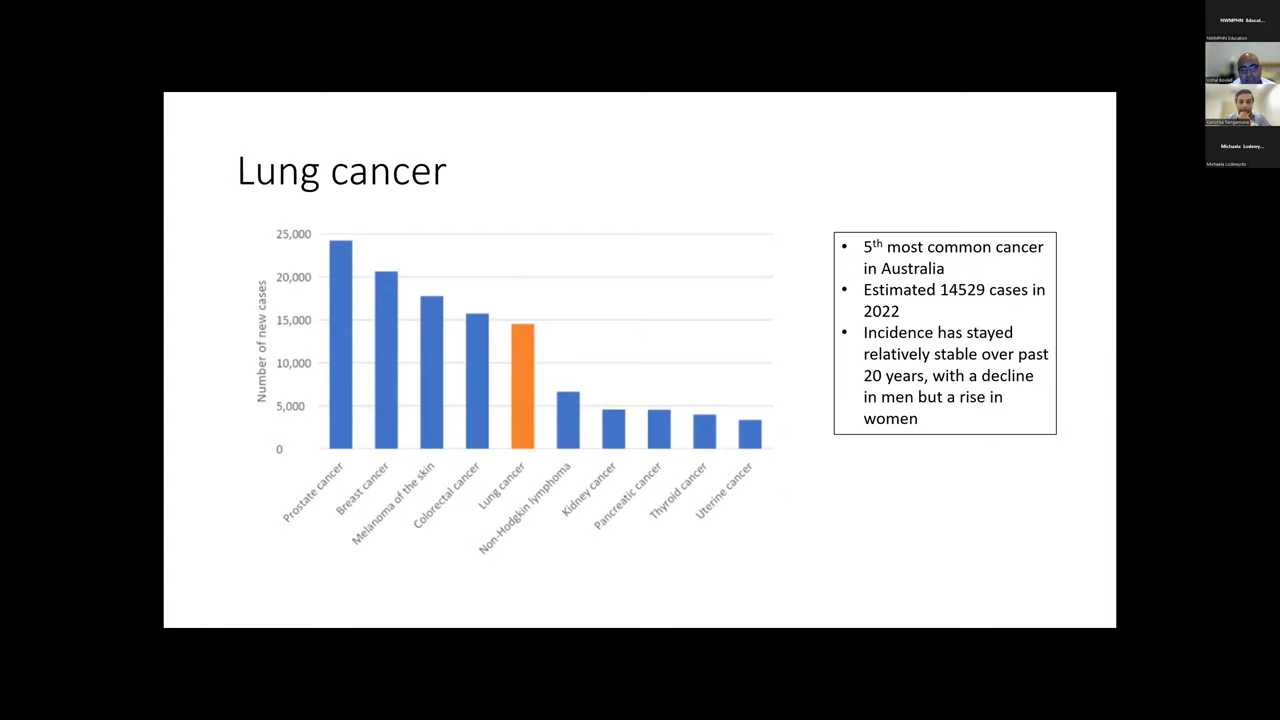 Lung cancer
25,000
20,000
15,000
10,000
5,000
0
Number of new cases
Prostate cancer
Breast cancer
Melanoma of the skin
Colorectal cancer
Lung cancer
Non-Hodgkin lymphoma
Kidney cancer
Pancreatic cancer
Thyroid cancer
Uterine cancer
• 5th most common cancer
in Australia
• Estimated 14529 cases in
2022
• Incidence has stayed
relatively stable over past
20 years, with a decline
in men but a rise in
women
NWMPHN Educat...
NWMPHN Education
Vishal Boolell
Kanishka Rangamuwa
Michaela Lodewy...
Michaela Lodewyckx